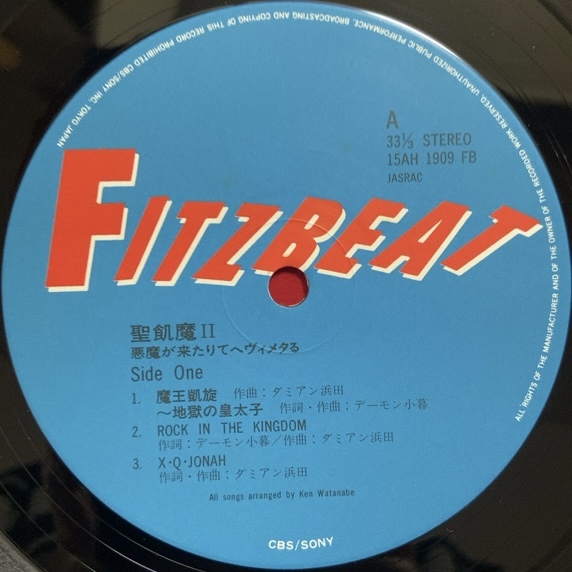 ALL RIGHTS OF THE MANUFACTURER AND OF THE OWNER OF THE RECORDED WORK RESERVED. UNAUTHORIZED PUBLIC PERFORMANCE, BROADCASTING AND COPYING OF THIS RECORD PROHIBITED CBS/SONY INC. TOKYO JAPAN
A
33⅓ STEREO
15AH 1909 FB
JASRAC
FITZBEAT
聖飢魔II
悪魔が来たりてヘヴィメタる
Side One
1. 魔王凱旋 作曲:ダミアン浜田
〜地獄の皇太子 作詞・作曲:デーモン小暮
2. ROCK IN THE KINGDOM
作詞:デーモン小暮/作曲:ダミアン浜田
3. X・Q・JONAH
作詞・作曲:ダミアン浜田
All songs arranged by Ken Watanabe
CBS/SONY